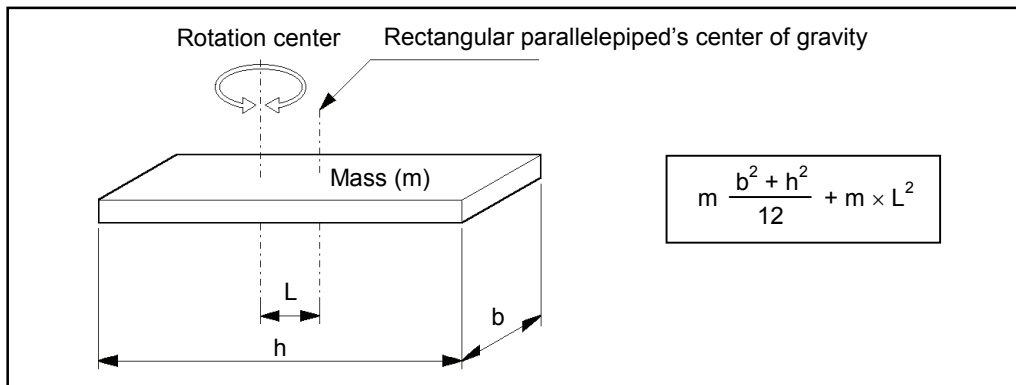 Rotation center
Rectangular parallelepiped’s center of gravity
Mass (m)
m (b² + h²)/12 + m × L²
L
b
h